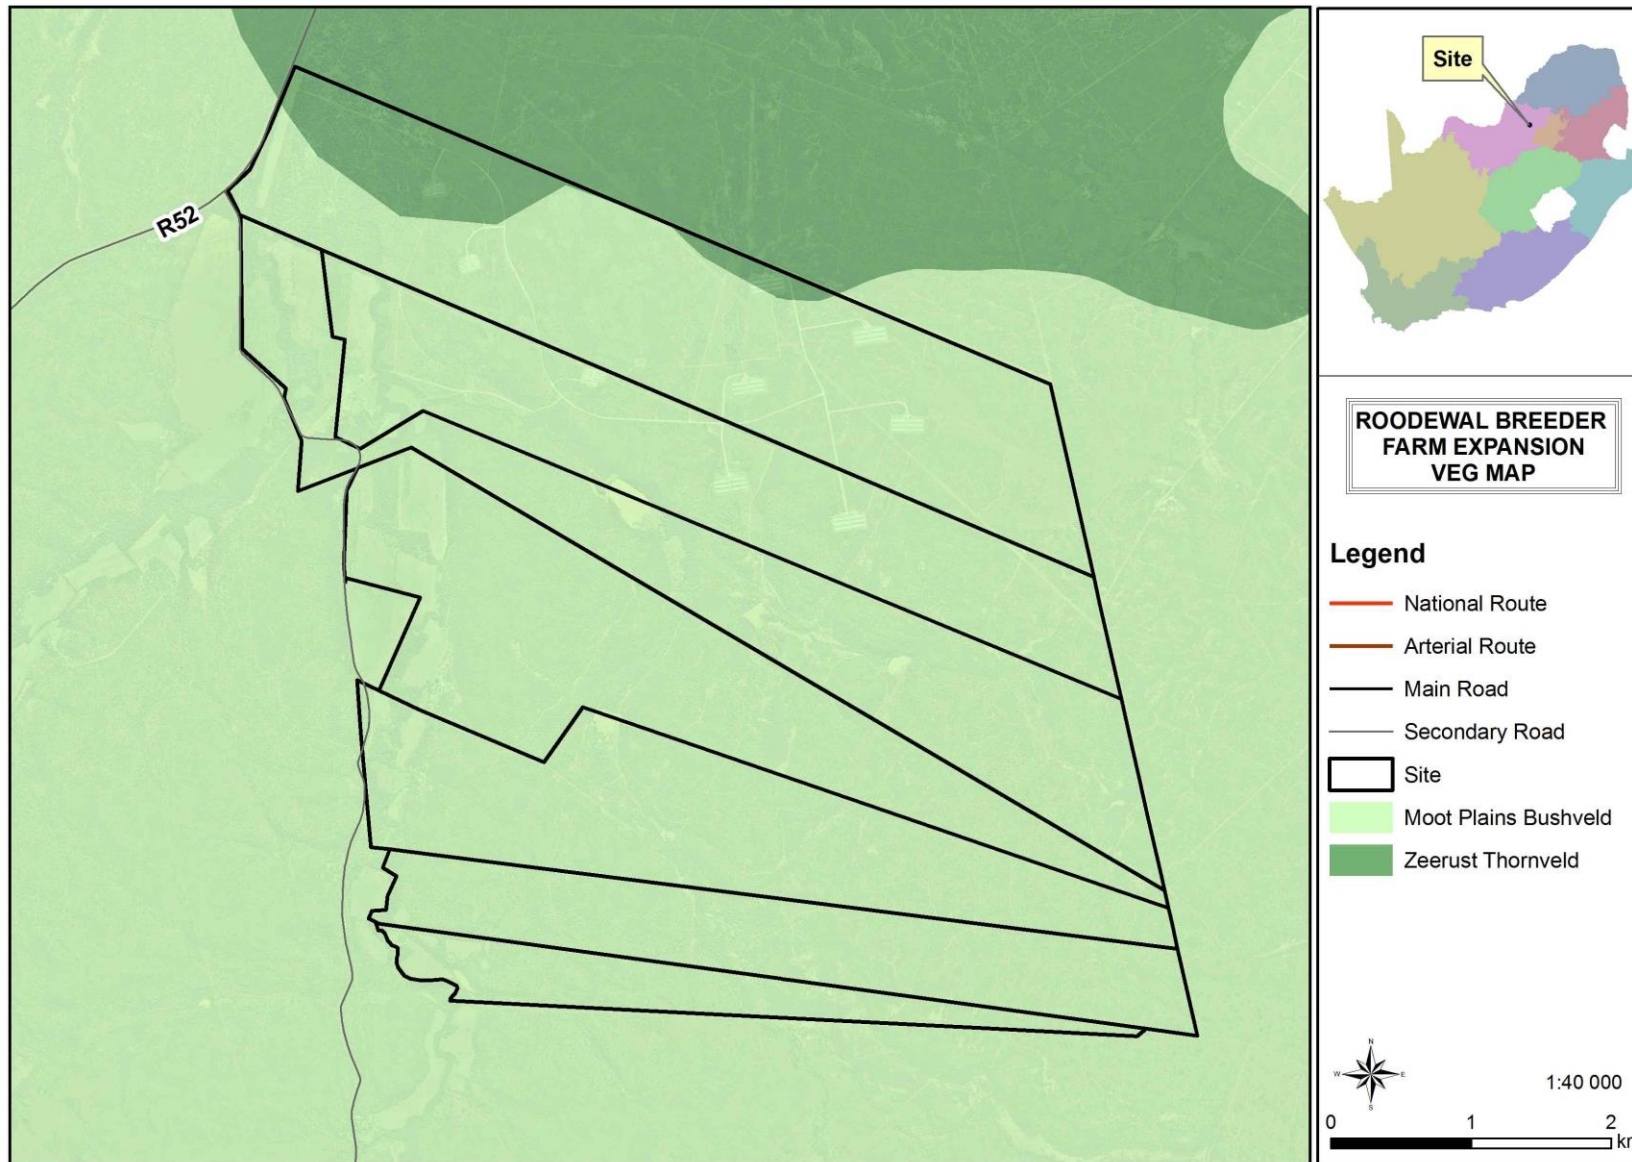 Site
R52
ROODEWAL BREEDER
FARM EXPANSION
VEG MAP
Legend
National Route
Arterial Route
Main Road
Secondary Road
Site
Moot Plains Bushveld
Zeerust Thornveld
N
W E
S
1:40 000
0 1 2
km